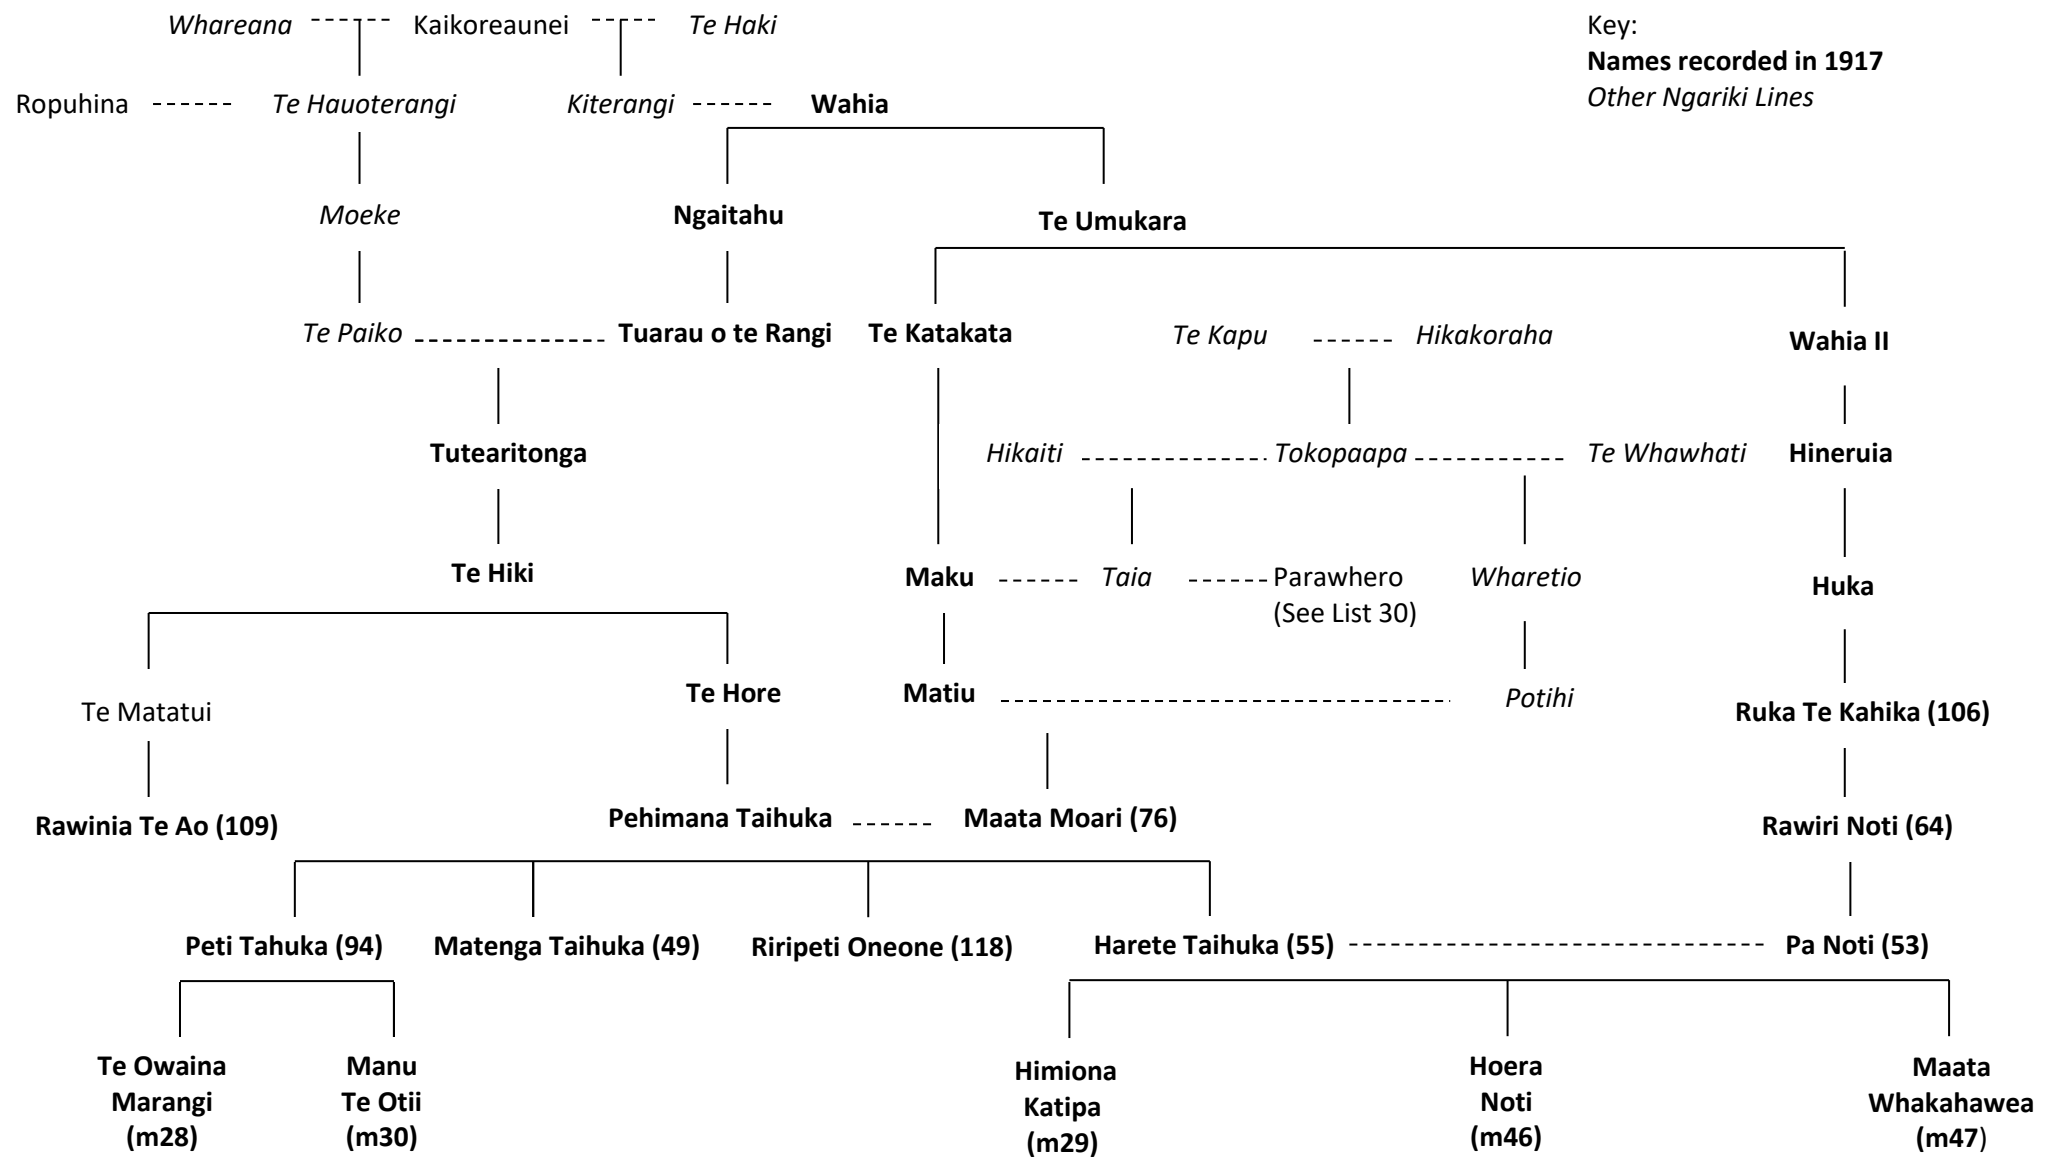 Whareana
Kaikoreaunei
Te Haki
Key:
Names recorded in 1917
Other Ngariki Lines
Ropuhina
Te Hauoterangi
Kiterangi
Wahia
Moeke
Ngaitahu
Te Umukara
Te Paiko
Tuarau o te Rangi
Te Katakata
Te Kapu
Hikakoraha
Wahia II
Tutearitonga
Hikaiti
Tokopaapa
Te Whawhati
Hineruia
Te Hiki
Maku
Taia
Parawhero
(See List 30)
Wharetio
Huka
Te Matatui
Te Hore
Matiu
Potihi
Ruka Te Kahika (106)
Rawinia Te Ao (109)
Pehimana Taihuka
Maata Moari (76)
Rawiri Noti (64)
Peti Tahuka (94)
Matenga Taihuka (49)
Riripeti Oneone (118)
Harete Taihuka (55)
Pa Noti (53)
Te Owaina
Marangi
(m28)
Manu
Te Otii
(m30)
Himiona
Katipa
(m29)
Hoera
Noti
(m46)
Maata
Whakahawea
(m47)